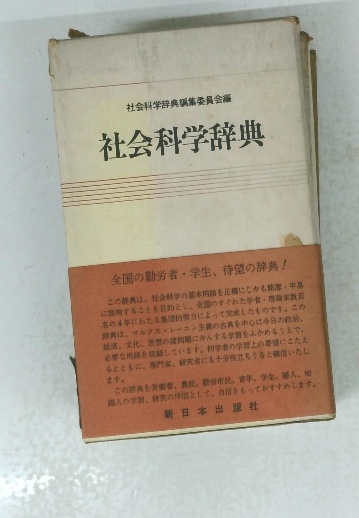 社会科学辞典編集委員会編
社会科学辞典
全国の勤労者・学生、待望の辞典！
この辞典は、社会科学の基本用語を正確にしかも簡潔・平易
に説明することを目的とし、全国のすぐれた学者・理論家数百
名の4年にわたる集団的努力によって完成したものです。この
辞典は、マルクス・レーニン主義の古典を中心に今日の政治、
経済、文化、思想の諸問題にかんする学習をふかめるうえで、
必要な用語を収録しています。初学者の学習上の要望にこたえ
るとともに、専門家、研究者にも十分役立ちうると確信いたし
ます。
この辞典を労働者、農民、勤労市民、青年、学生、婦人、知
識人の学習、研究の伴侶として、自信をもっておすすめします。
新日本出版社